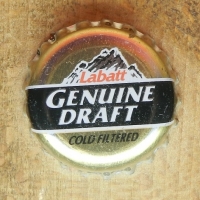 Labatt
GENUINE
DRAFT
COLD FILTERED